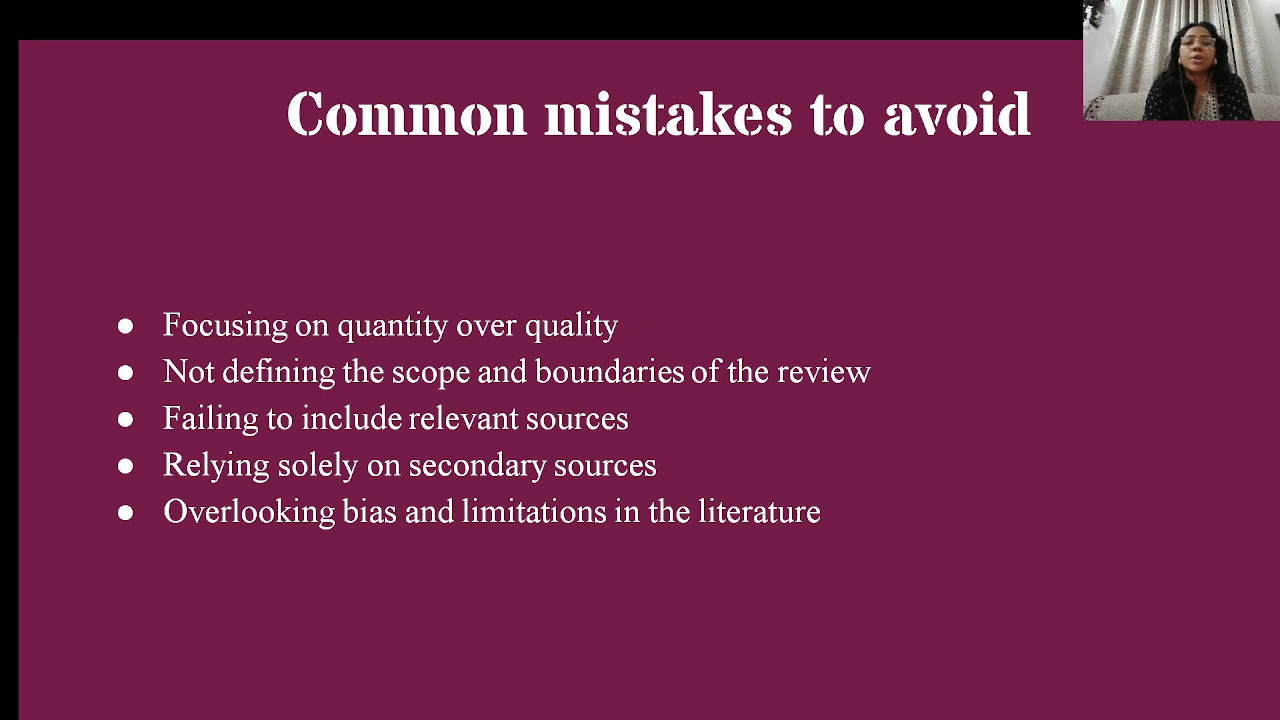 Common mistakes to avoid
● Focusing on quantity over quality
● Not defining the scope and boundaries of the review
● Failing to include relevant sources
● Relying solely on secondary sources
● Overlooking bias and limitations in the literature